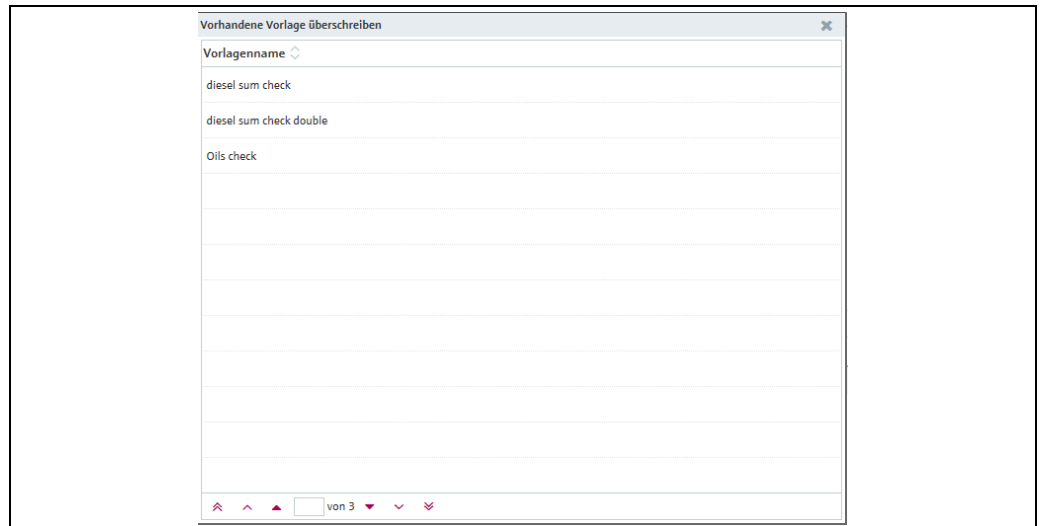 Vorhandene Vorlage überschreiben
Vorlagenname
diesel sum check
diesel sum check double
Oils check
von 3